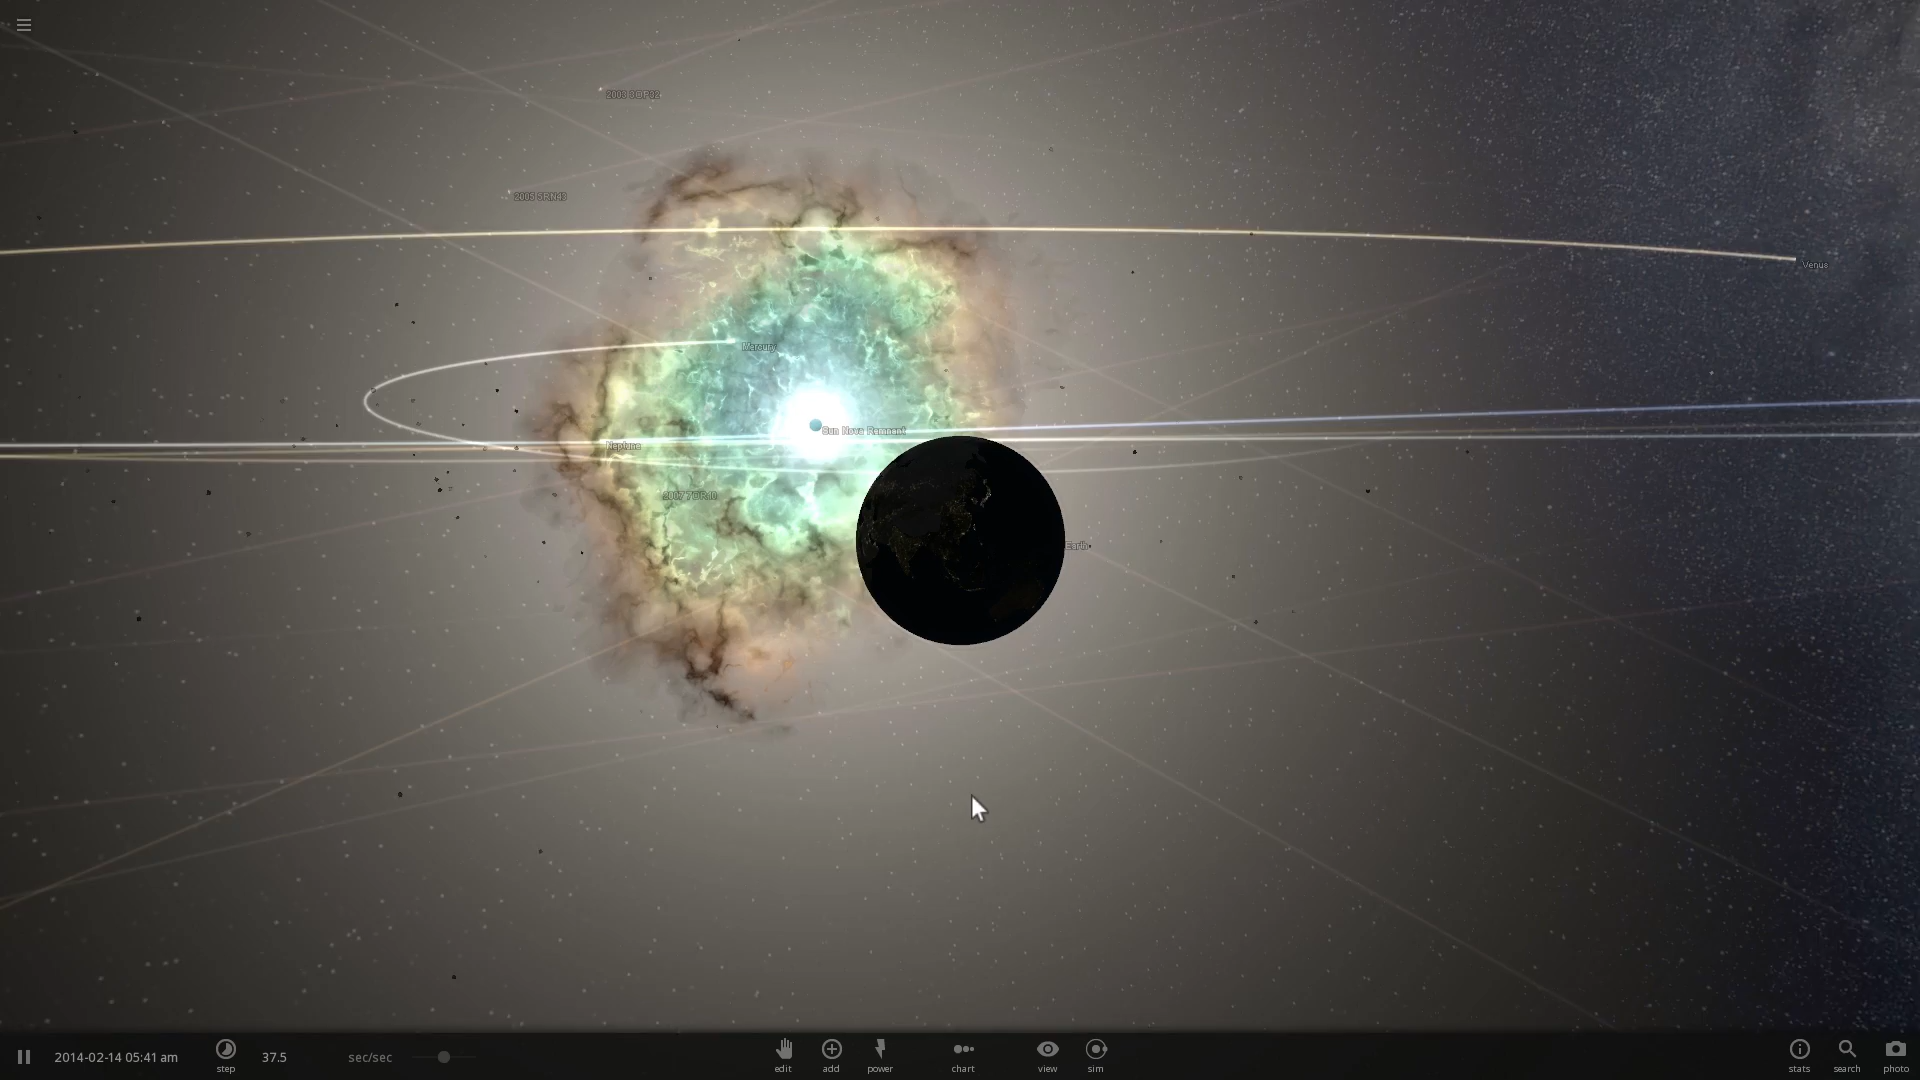 Venus
Mercury
Sun Nova Remnant
Neptune
Earth
2014-02-14 05:41 am
step
37.5
sec/sec
edit
add
power
chart
view
sim
stats
search
photo